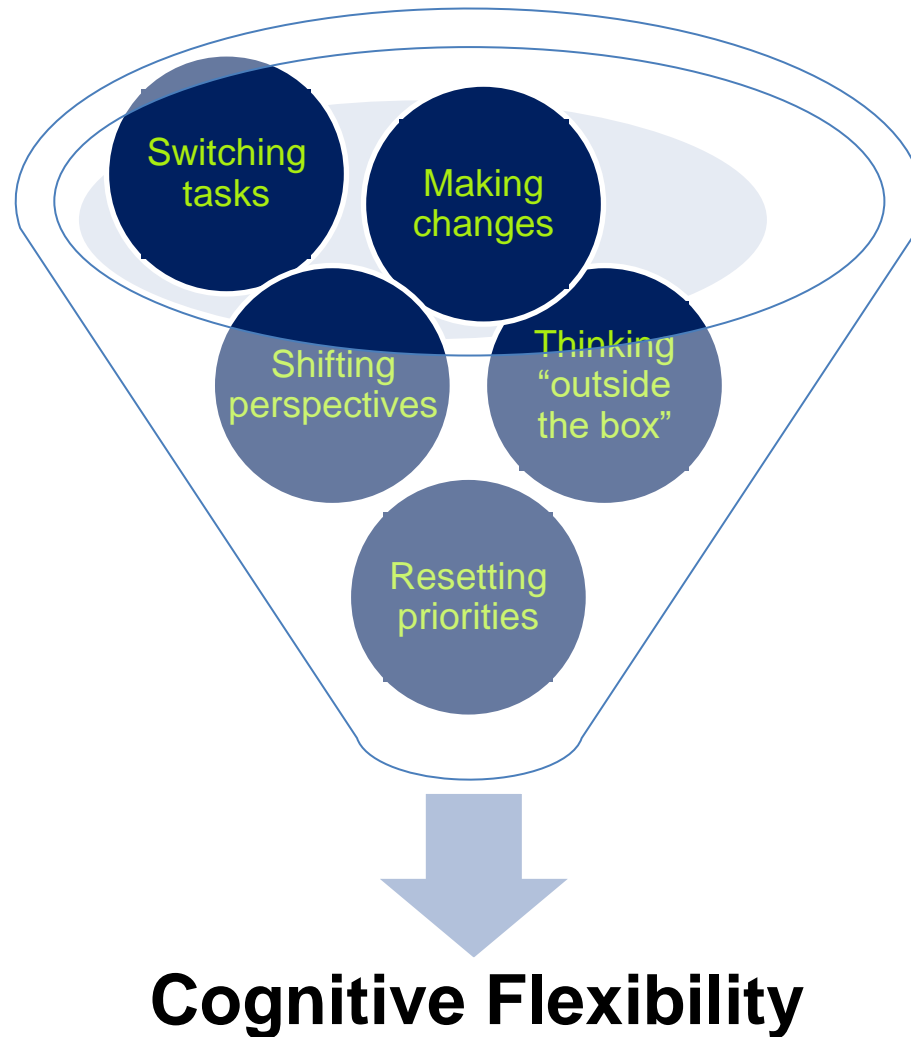 Switching
tasks
Making
changes
Shifting
perspectives
Thinking
“outside
the box”
Resetting
priorities
Cognitive Flexibility